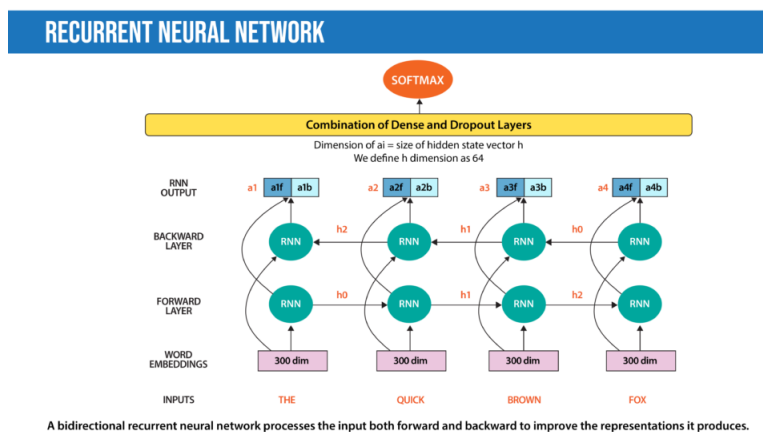 RECURRENT NEURAL NETWORK
SOFTMAX
Combination of Dense and Dropout Layers
Dimension of ai = size of hidden state vector h
We define h dimension as 64
RNN
OUTPUT
a1 a1f a1b a2 a2f a2b a3 a3f a3b a4 a4f a4b
BACKWARD
LAYER
RNN h2 RNN h1 RNN h0 RNN
FORWARD
LAYER
RNN h0 RNN h1 RNN h2 RNN
WORD
EMBEDDINGS
300 dim 300 dim 300 dim 300 dim
INPUTS THE QUICK BROWN FOX
A bidirectional recurrent neural network processes the input both forward and backward to improve the representations it produces.